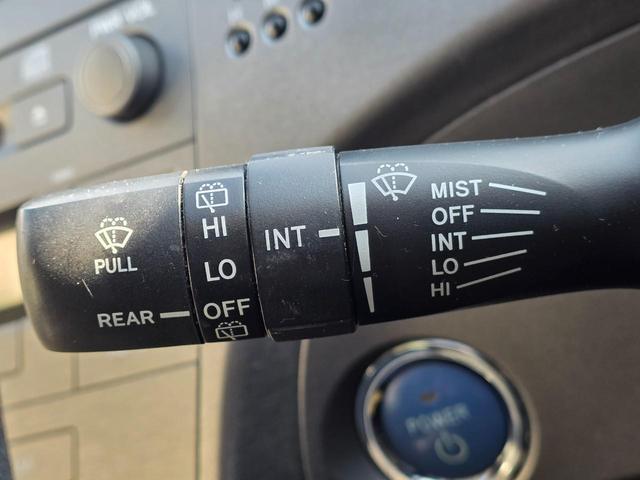 PULL
REAR
HI
LO
OFF
INT
MIST
OFF
INT
LO
HI
POWER